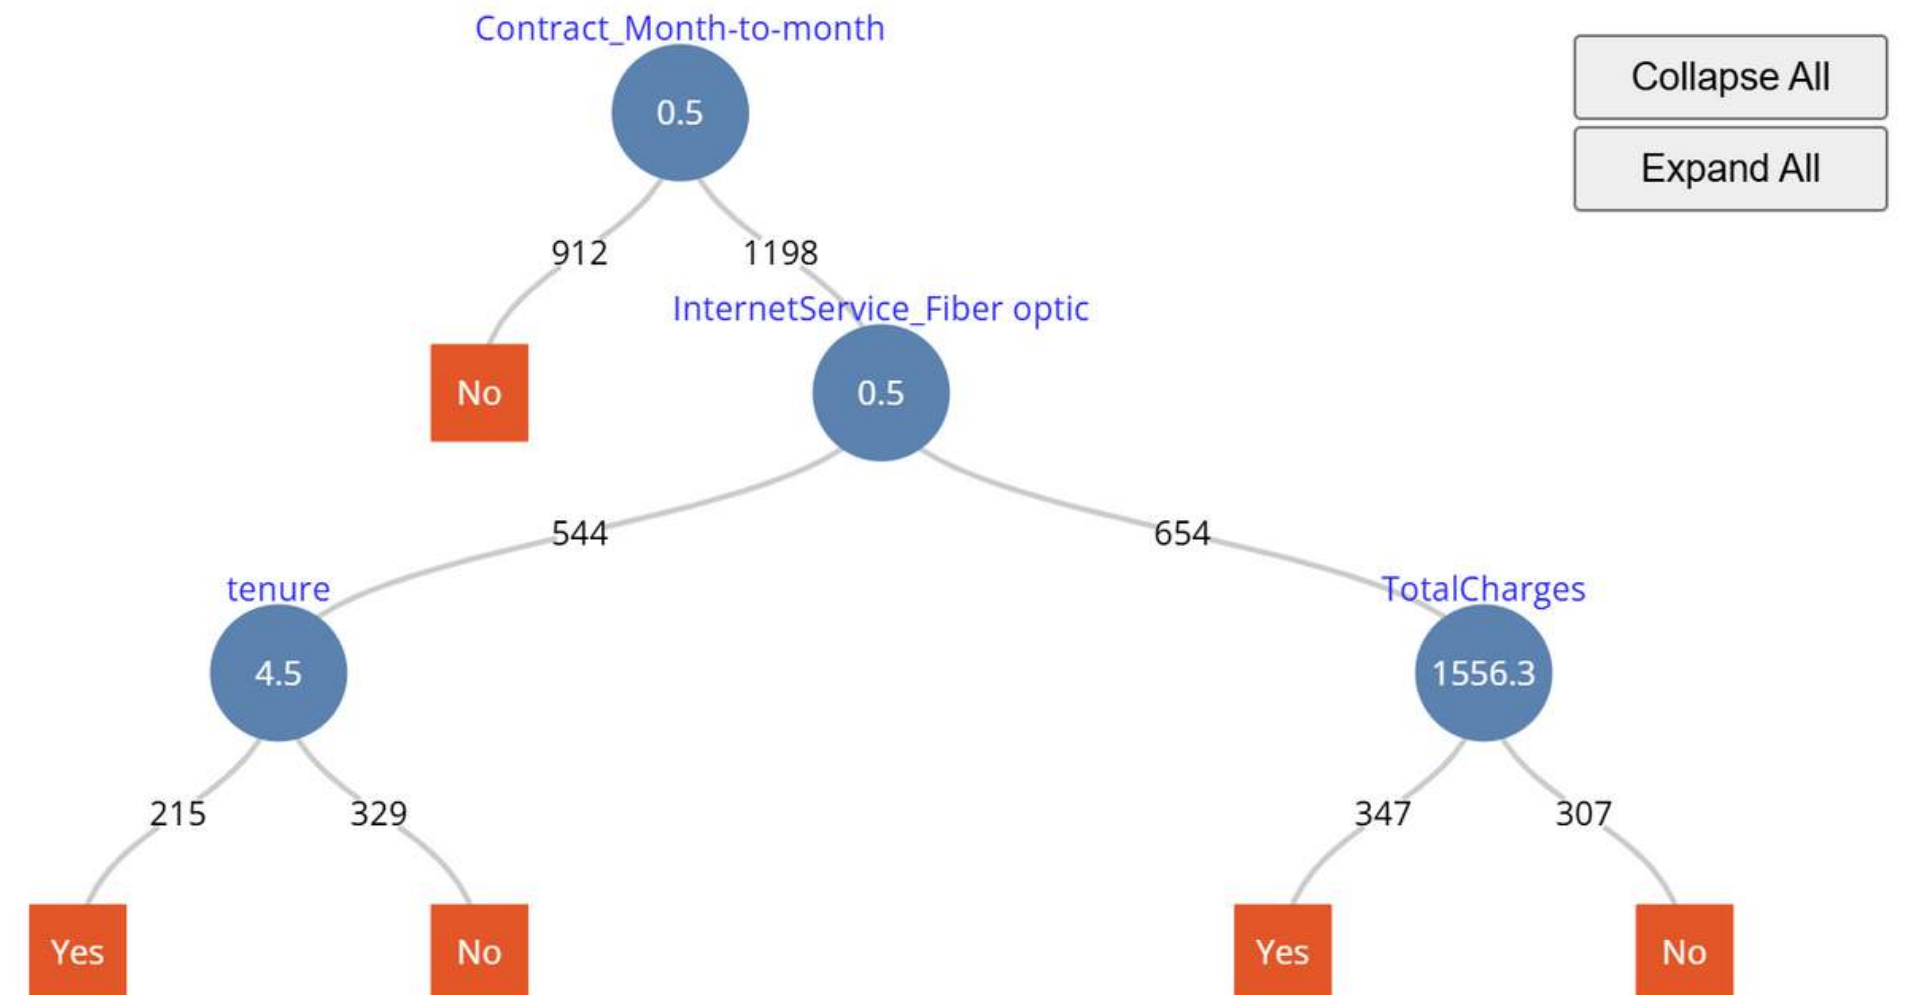 Contract_Month-to-month
0.5
Collapse All
Expand All
912
1198
InternetService_Fiber optic
No
0.5
544
654
tenure
TotalCharges
4.5
1556.3
215
329
347
307
Yes
No
Yes
No